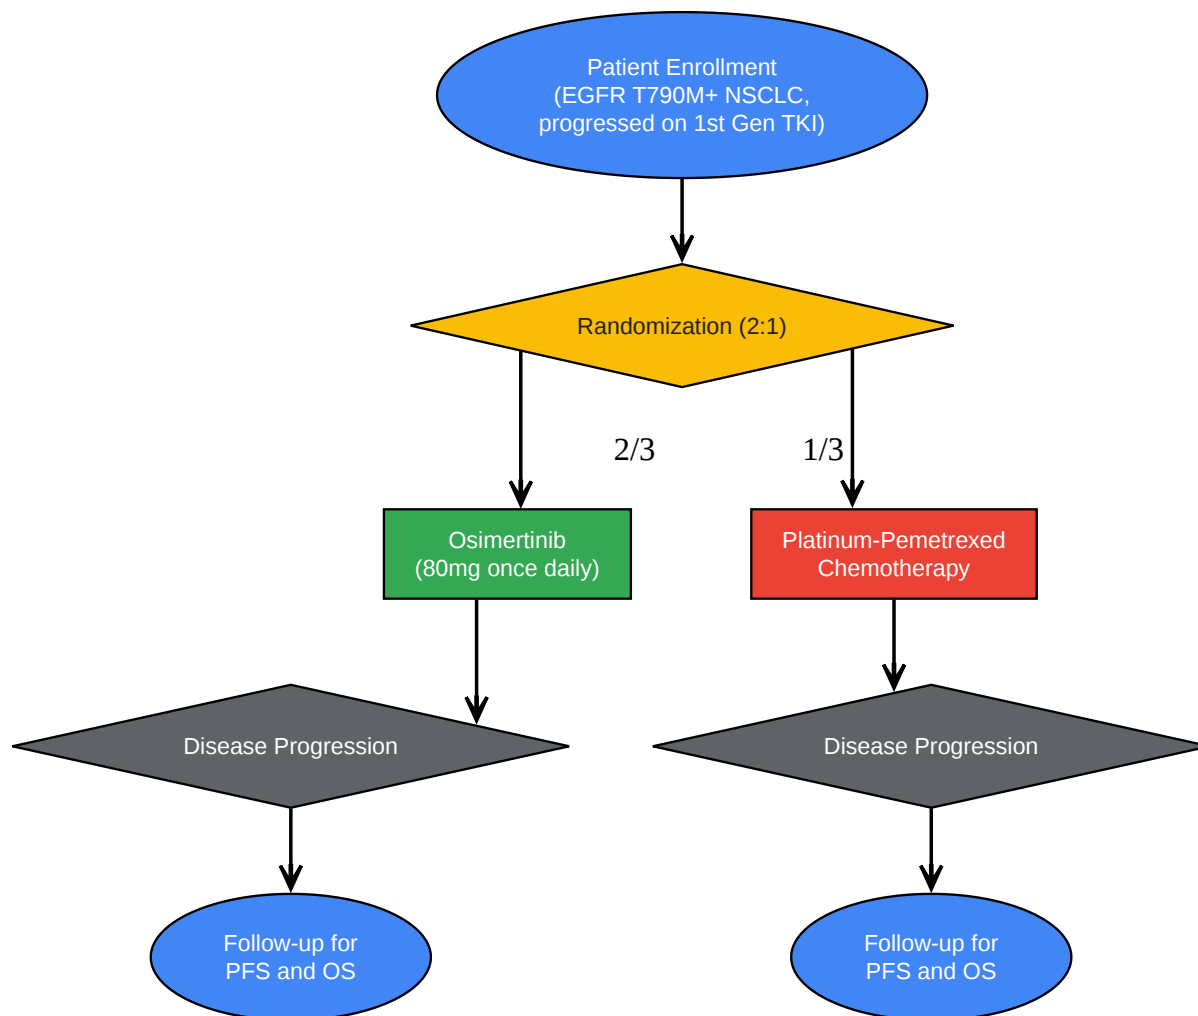 Patient Enrollment
(EGFR T790M+ NSCLC,
progressed on 1st Gen TKI)
Randomization (2:1)
2/3
1/3
Osimertinib
(80mg once daily)
Platinum-Pemetrexed
Chemotherapy
Disease Progression
Disease Progression
Follow-up for
PFS and OS
Follow-up for
PFS and OS